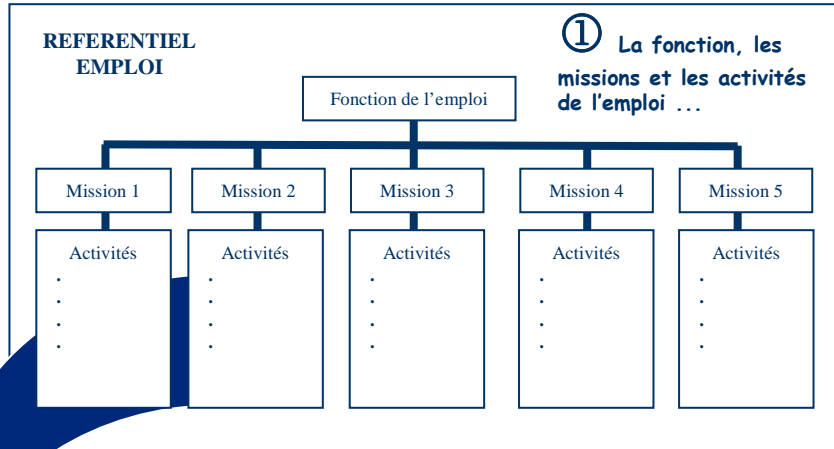 REFERENTIEL
EMPLOI
① La fonction, les
missions et les activités
de l'emploi ...
Fonction de l'emploi
Mission 1
Mission 2
Mission 3
Mission 4
Mission 5
Activités
.
.
.
.
Activités
.
.
.
.
Activités
.
.
.
.
Activités
.
.
.
.
Activités
.
.
.
.